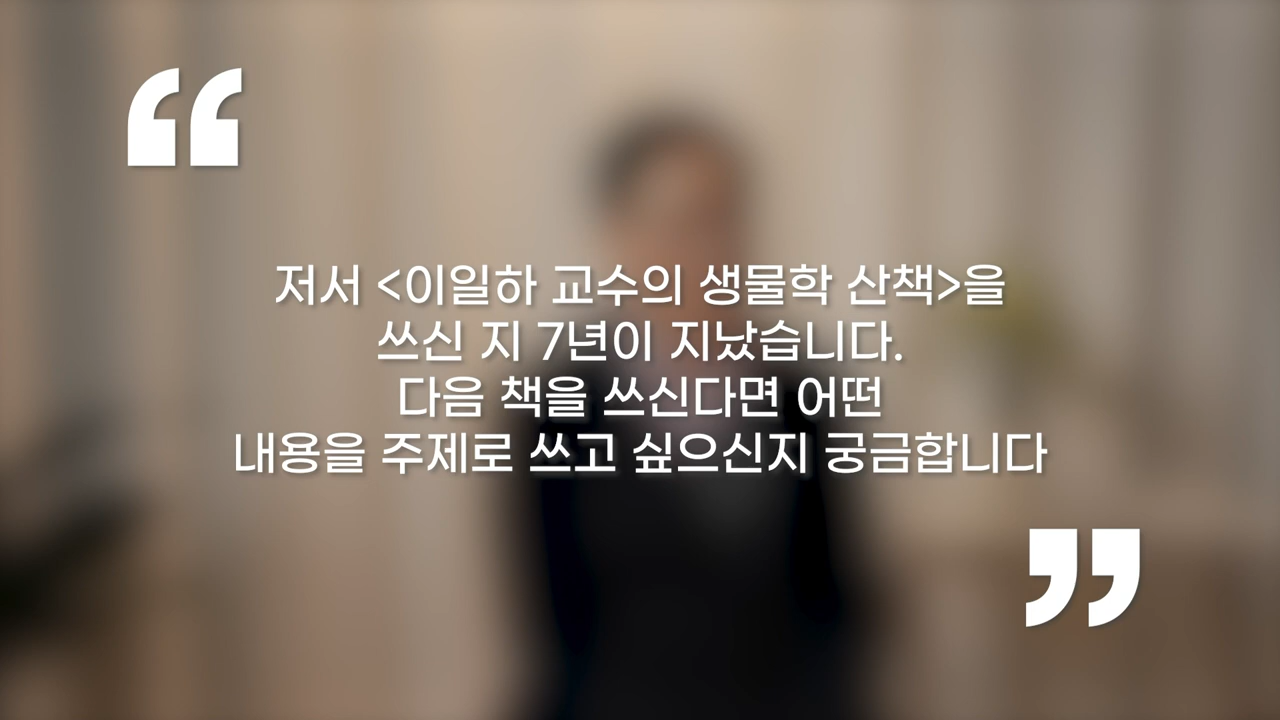 “
저서 <이일하 교수의 생물학 산책>을
쓰신 지 7년이 지났습니다.
다음 책을 쓰신다면 어떤
내용을 주제로 쓰고 싶으신지 궁금합니다
”